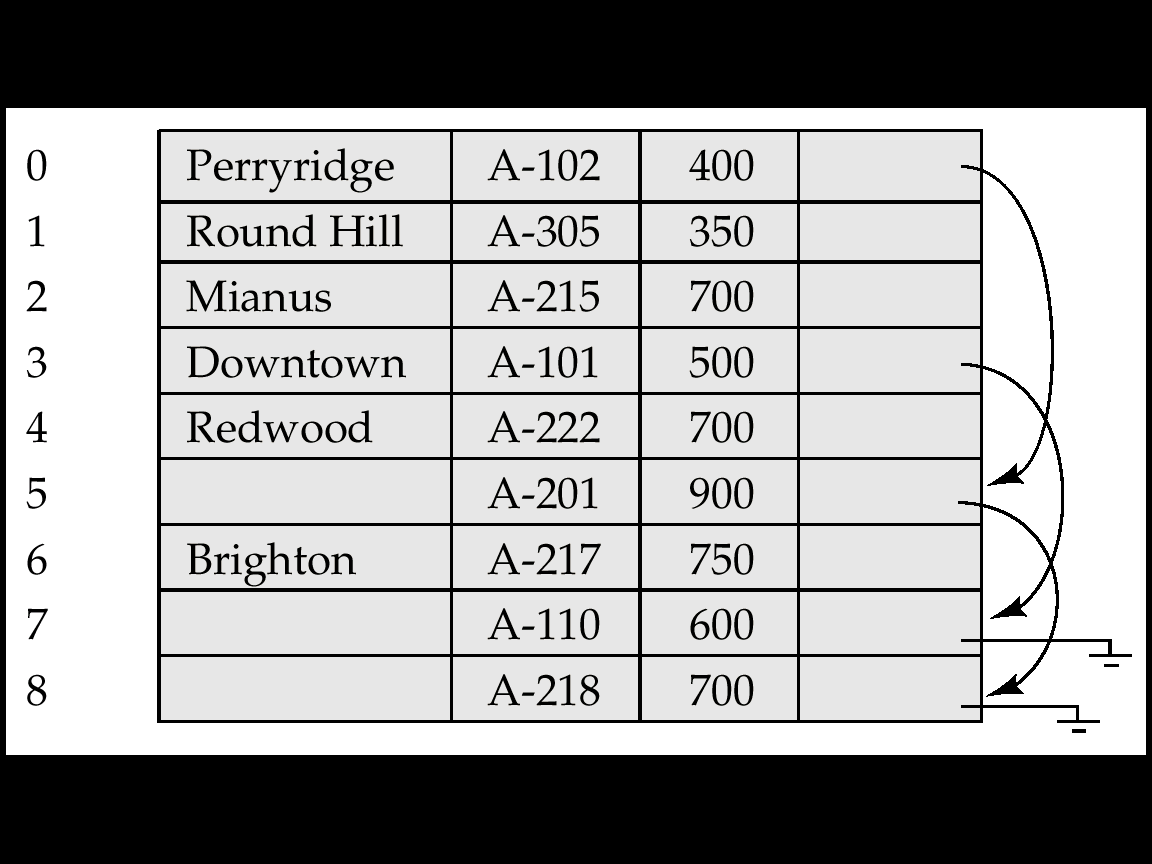 0 Perryridge A-102 400
1 Round Hill A-305 350
2 Mianus A-215 700
3 Downtown A-101 500
4 Redwood A-222 700
5 A-201 900
6 Brighton A-217 750
7 A-110 600
8 A-218 700